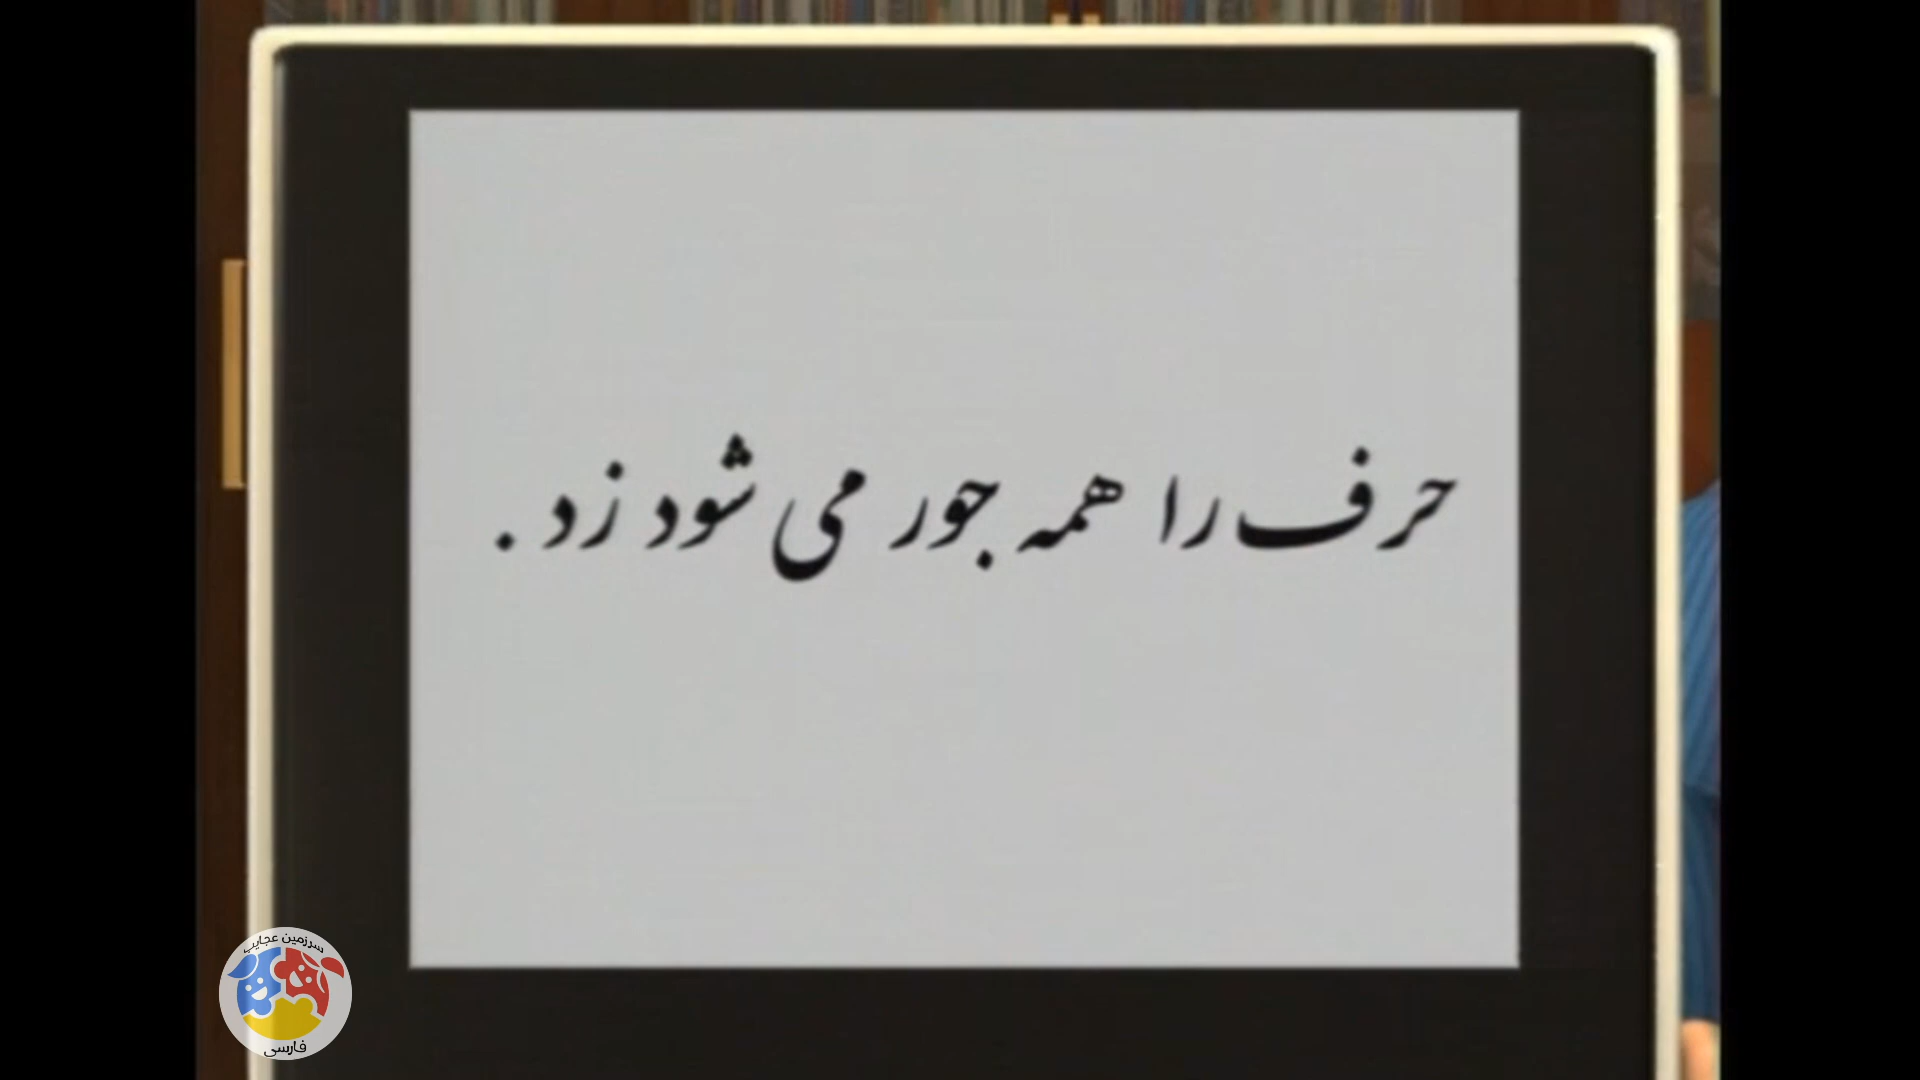 حرف را همه جور می شود زد .
سرزمین عجایب
فارسی